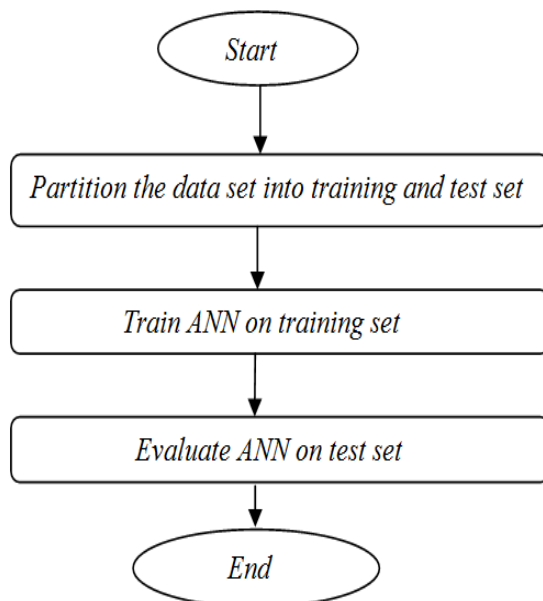 Start
Partition the data set into training and test set
Train ANN on training set
Evaluate ANN on test set
End